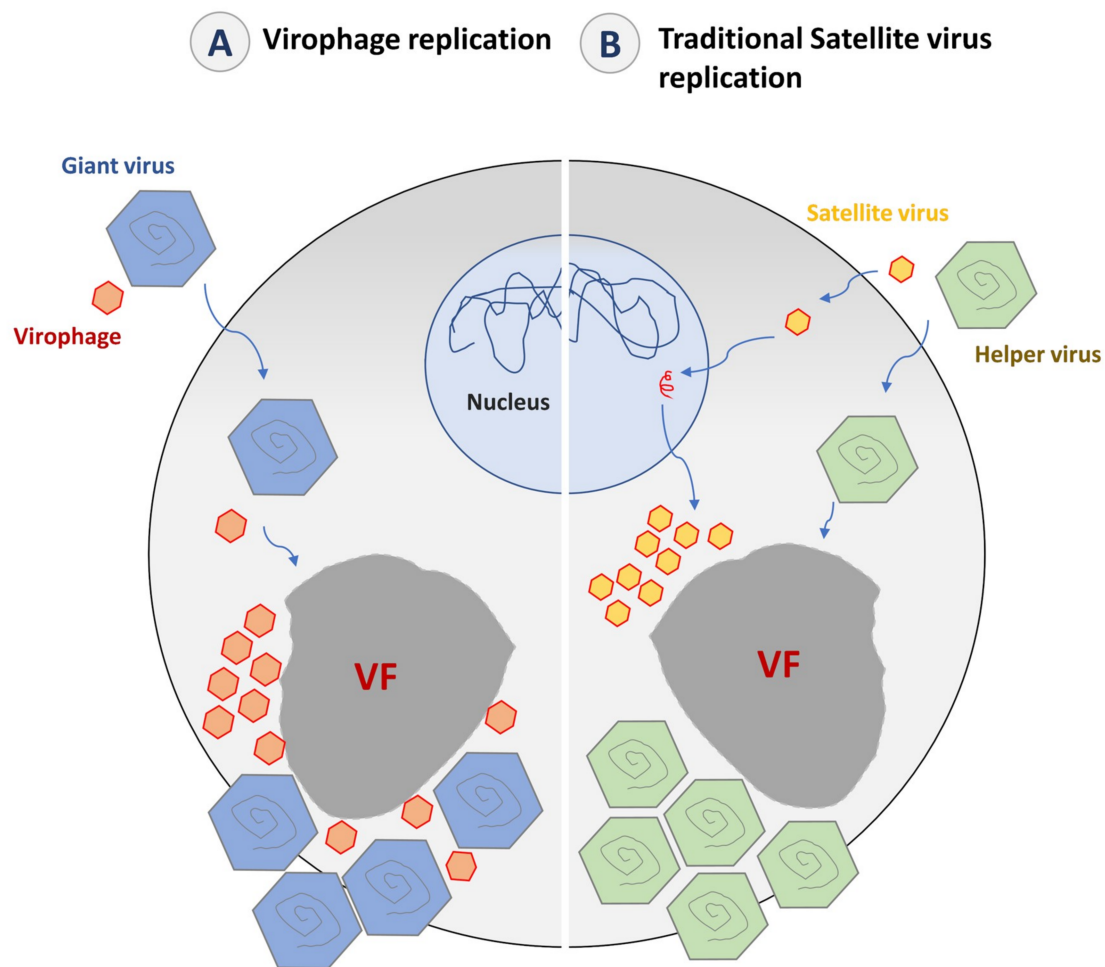 A Virophage replication
B Traditional Satellite virus
replication
Giant virus
Virophage
Satellite virus
Helper virus
Nucleus
VF
VF